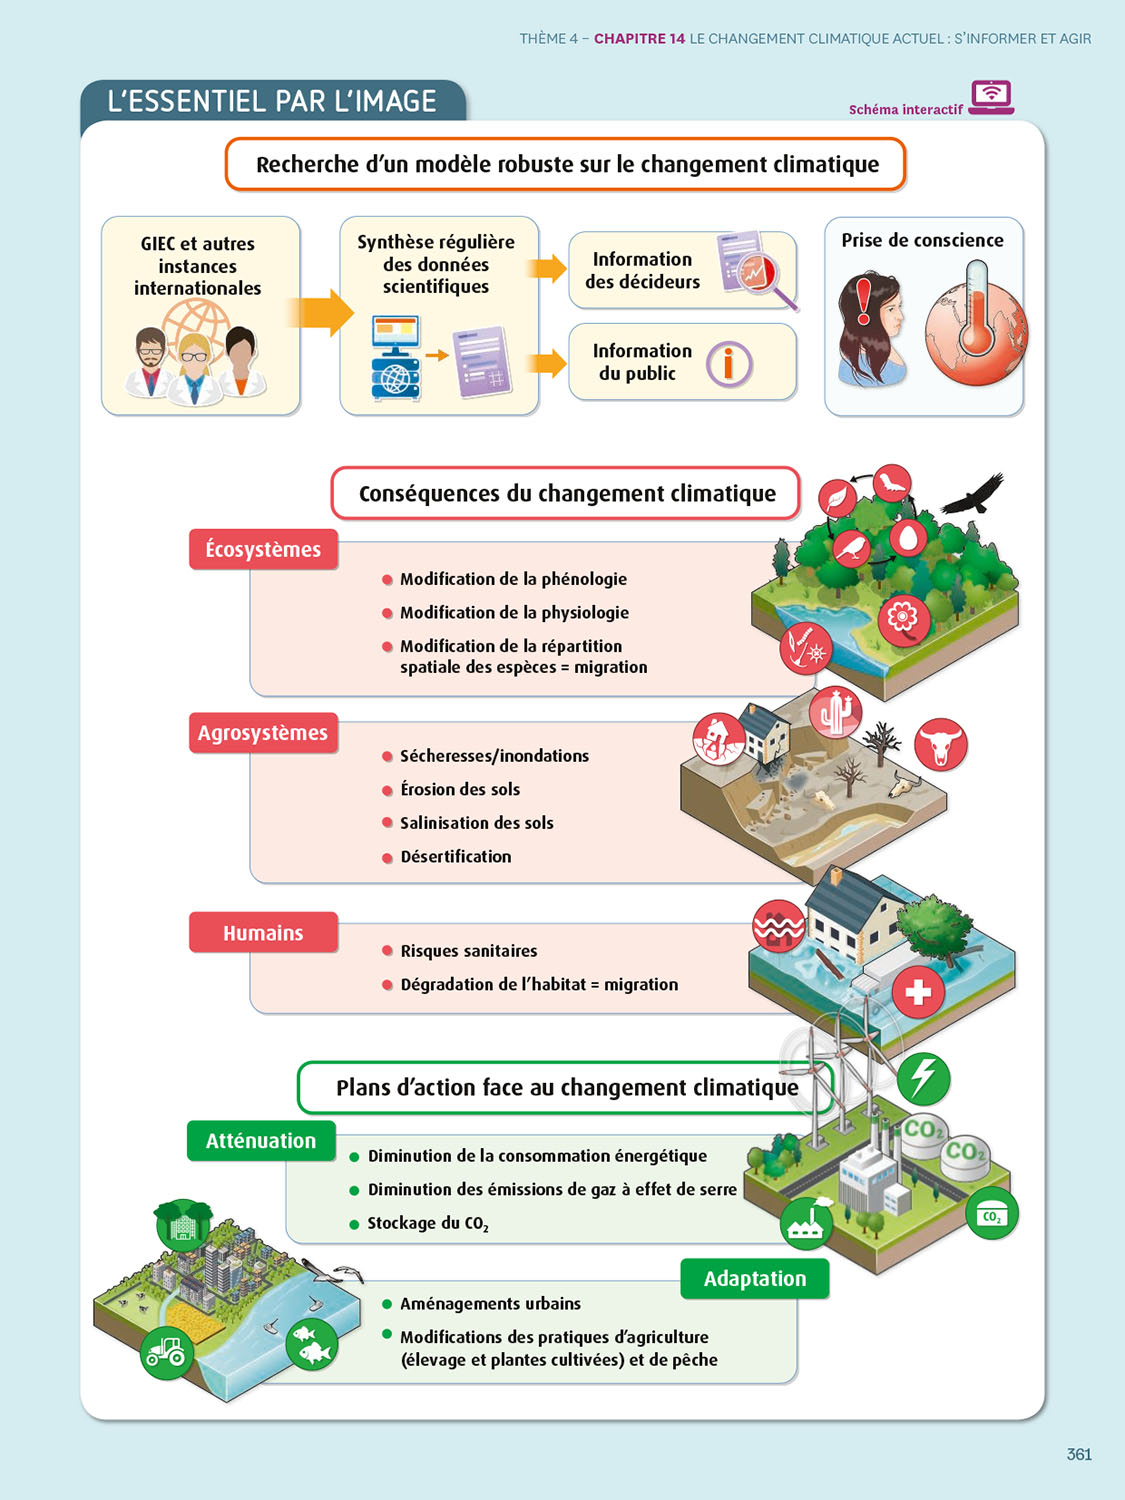 THÈME 4 – CHAPITRE 14 LE CHANGEMENT CLIMATIQUE ACTUEL : S'INFORMER ET AGIR
L'ESSENTIEL PAR L'IMAGE
Schéma interactif
Recherche d'un modèle robuste sur le changement climatique
GIEC et autres
instances
internationales
Synthèse régulière
des données
scientifiques
Information
des décideurs
Information
du public
i
Prise de conscience
!
Conséquences du changement climatique
Écosystèmes
Modification de la phénologie
Modification de la physiologie
Modification de la répartition
spatiale des espèces = migration
Agrosystèmes
Sécheresses/inondations
Érosion des sols
Salinisation des sols
Désertification
Humains
Risques sanitaires
Dégradation de l'habitat = migration
Plans d'action face au changement climatique
Atténuation
Diminution de la consommation énergétique
Diminution des émissions de gaz à effet de serre
Stockage du CO₂
CO₂
CO₂
CO₂
Adaptation
Aménagements urbains
Modifications des pratiques d'agriculture
(élevage et plantes cultivées) et de pêche
361